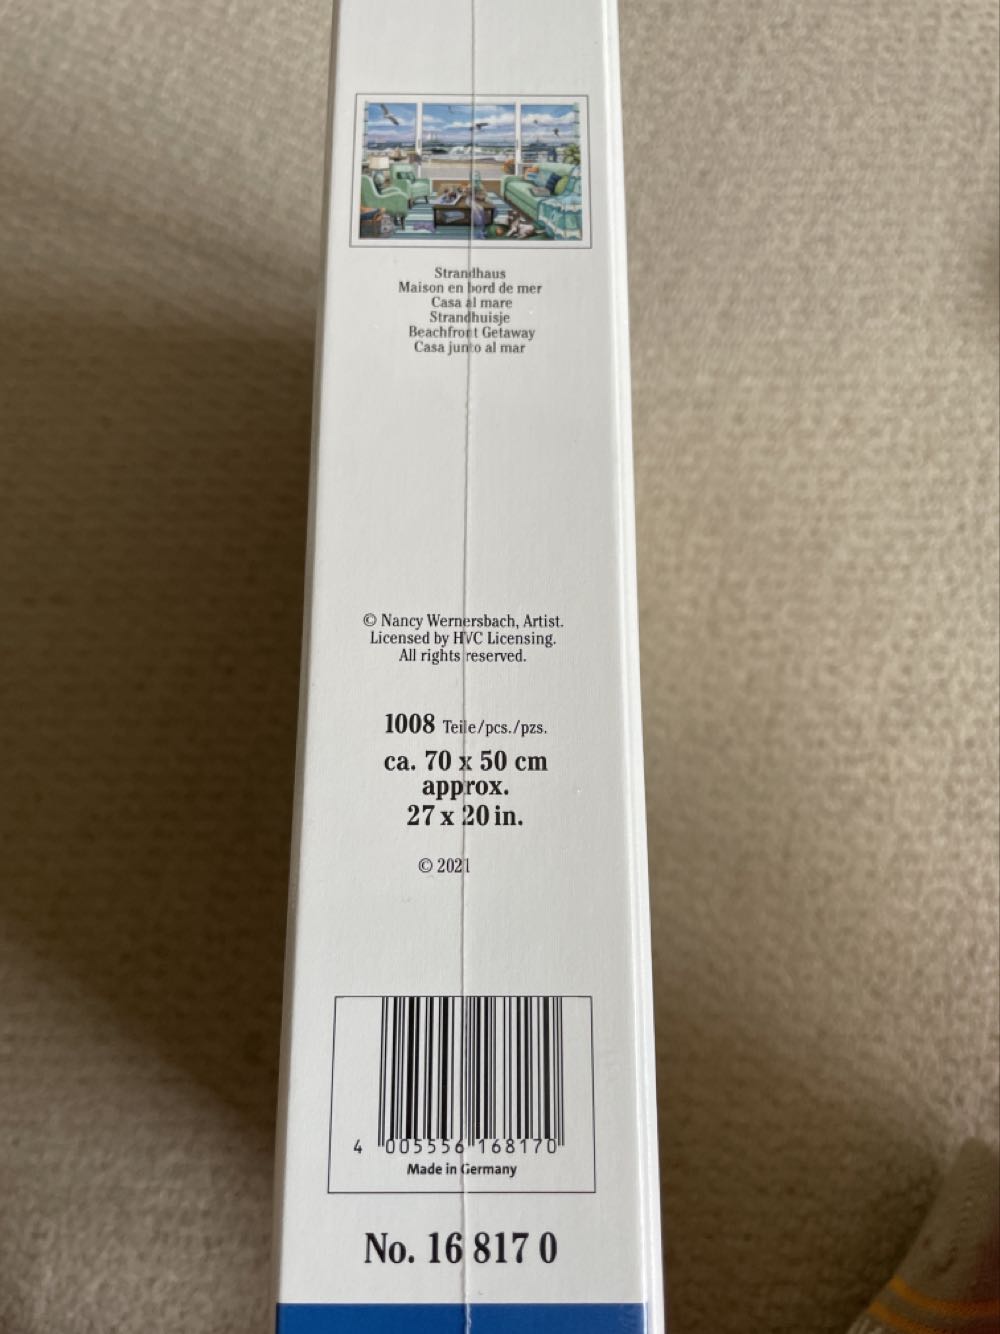 Strandhaus
Maison en bord de mer
Casa al mare
Strandhuisje
Beachfront Getaway
Casa junto al mar
© Nancy Wernersbach, Artist.
Licensed by HVC Licensing.
All rights reserved.
1008 Teile/pcs./pzs.
ca. 70 x 50 cm
approx.
27 x 20 in.
© 2021
4 005556 168170
Made in Germany
No. 16 817 0